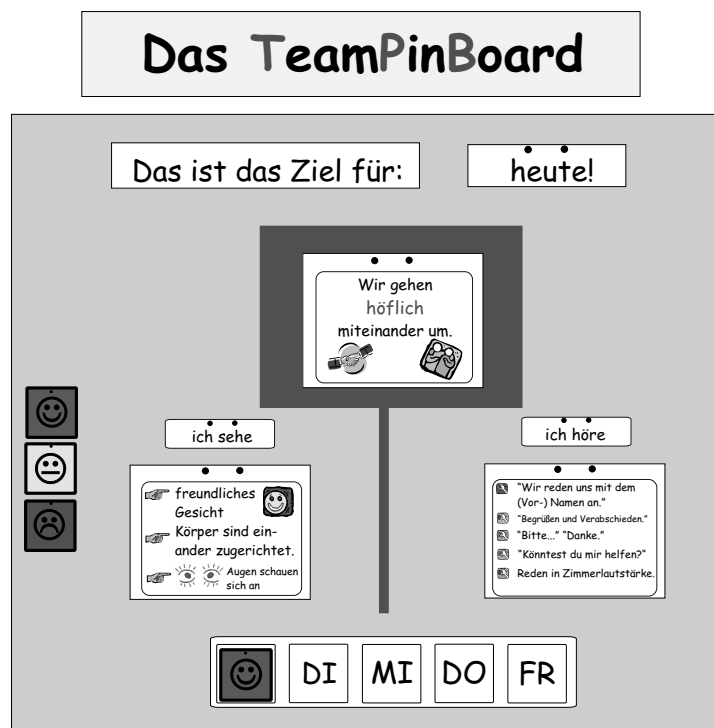 Das TeamPinBoard
Das ist das Ziel für:
heute!
Wir gehen
höflich
miteinander um.
ich sehe
freundliches
Gesicht
Körper sind ein-
ander zugerichtet.
Augen schauen
sich an
ich höre
"Wir reden uns mit dem
(Vor-) Namen an."
"Begrüßen und Verabschieden."
"Bitte..." "Danke."
"Könntest du mir helfen?"
Reden in Zimmerlautstärke.
DI MI DO FR